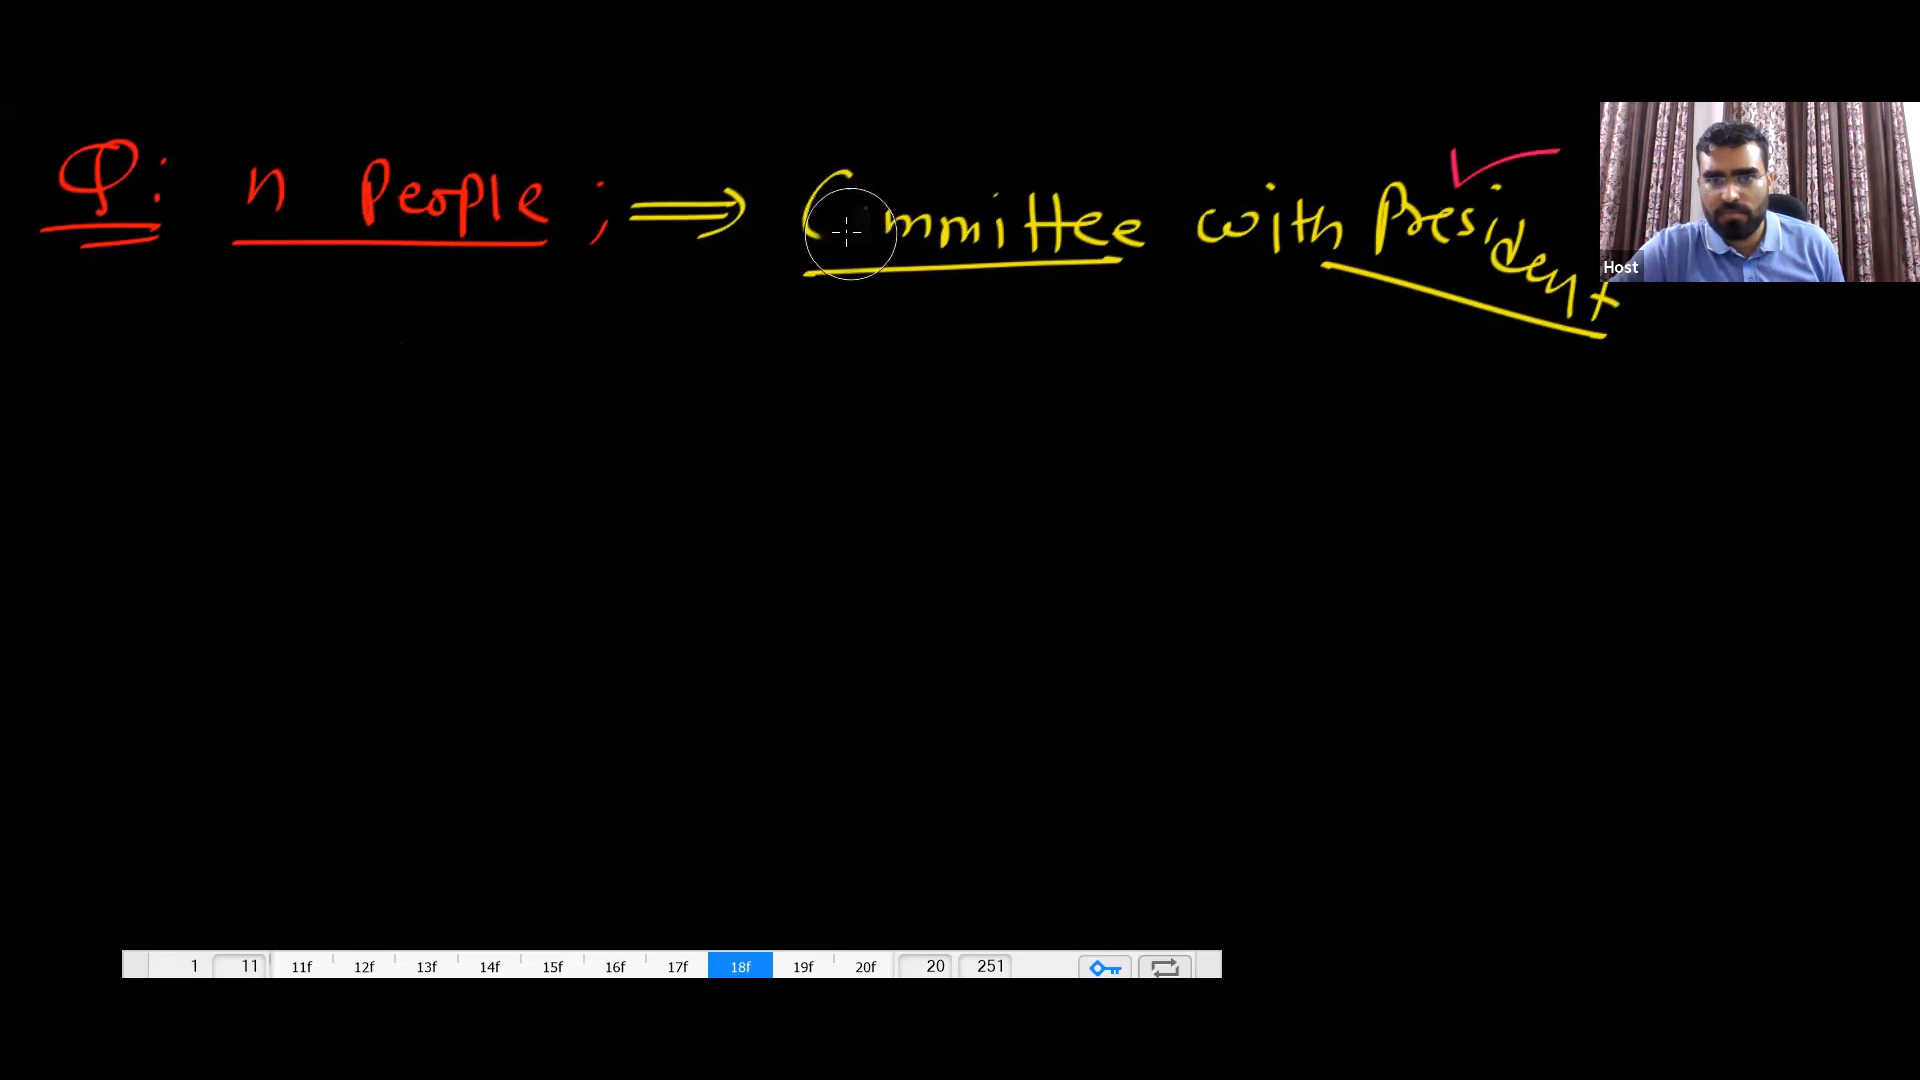 Q: n People ; ⇒ Committee with President
Host
1 11 11f 12f 13f 14f 15f 16f 17f 18f 19f 20f 20 251